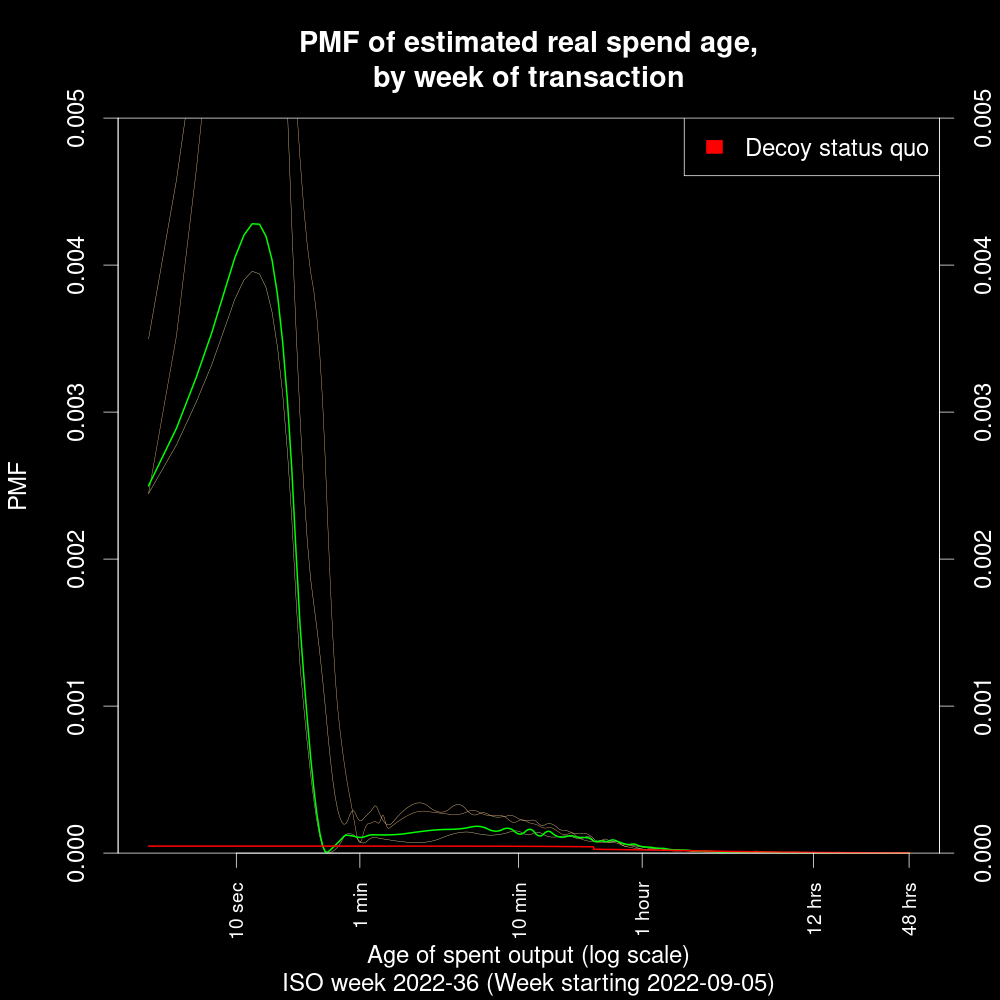 PMF of estimated real spend age,
by week of transaction
Decoy status quo
PMF
0.005
0.004
0.003
0.002
0.001
0.000
0.005
0.004
0.003
0.002
0.001
0.000
10 sec
1 min
10 min
1 hour
12 hrs
48 hrs
Age of spent output (log scale)
ISO week 2022-36 (Week starting 2022-09-05)